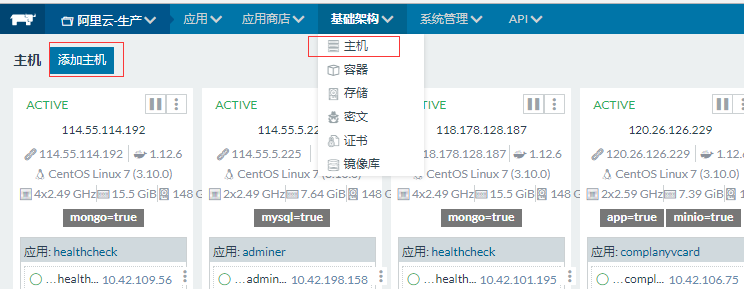 阿里云-生产 应用 应用商店 基础架构 系统管理 API
主机 添加主机
主机
容器
存储
密文
证书
镜像库
ACTIVE ACTIVE ACTIVE ACTIVE
114.55.114.192 114.55.5.22 118.178.128.187 120.26.126.229
114.55.114.192 1.12.6 114.55.5.225 118.178.128.187 1.12.6 120.26.126.229 1.12.6
CentOS Linux 7 (3.10.0) CentOS Linux 7 (3.10.0) CentOS Linux 7 (3.10.0) CentOS Linux 7 (3.10.0)
4x2.49 GHz 15.5 GiB 148 G 2x2.49 GHz 7.64 GiB 148 G 4x2.49 GHz 15.5 GiB 148 G 2x2.59 GHz 7.39 GiB 148
mongo=true mysql=true mongo=true app=true minio=true
应用: healthcheck 应用: adminer 应用: healthcheck 应用: complanyvcard
...health... 10.42.109.56 ...admin... 10.42.198.158 ...health... 10.42.101.195 ...compl... 10.42.106.75